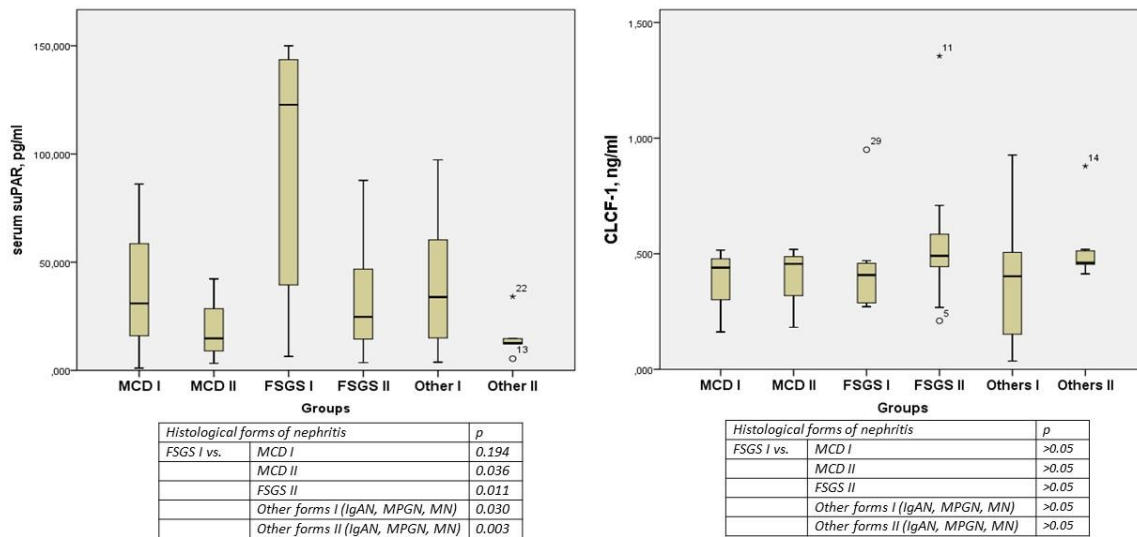 serum suPAR, pg/ml
150,000
100,000
50,000
,000
MCD I MCD II FSGS I FSGS II Other I Other II
22
13
Groups
Histological forms of nephritis p
FSGS I vs. MCD I 0.194
MCD II 0.036
FSGS II 0.011
Other forms I (IgAN, MPGN, MN) 0.030
Other forms II (IgAN, MPGN, MN) 0.003
CLCF-1, ng/ml
1,500
1,000
,500
,000
29
11
5
14
MCD I MCD II FSGS I FSGS II Others I Others II
Groups
Histological forms of nephritis p
FSGS I vs. MCD I >0.05
MCD II >0.05
FSGS II >0.05
Other forms I (IgAN, MPGN, MN) >0.05
Other forms II (IgAN, MPGN, MN) >0.05